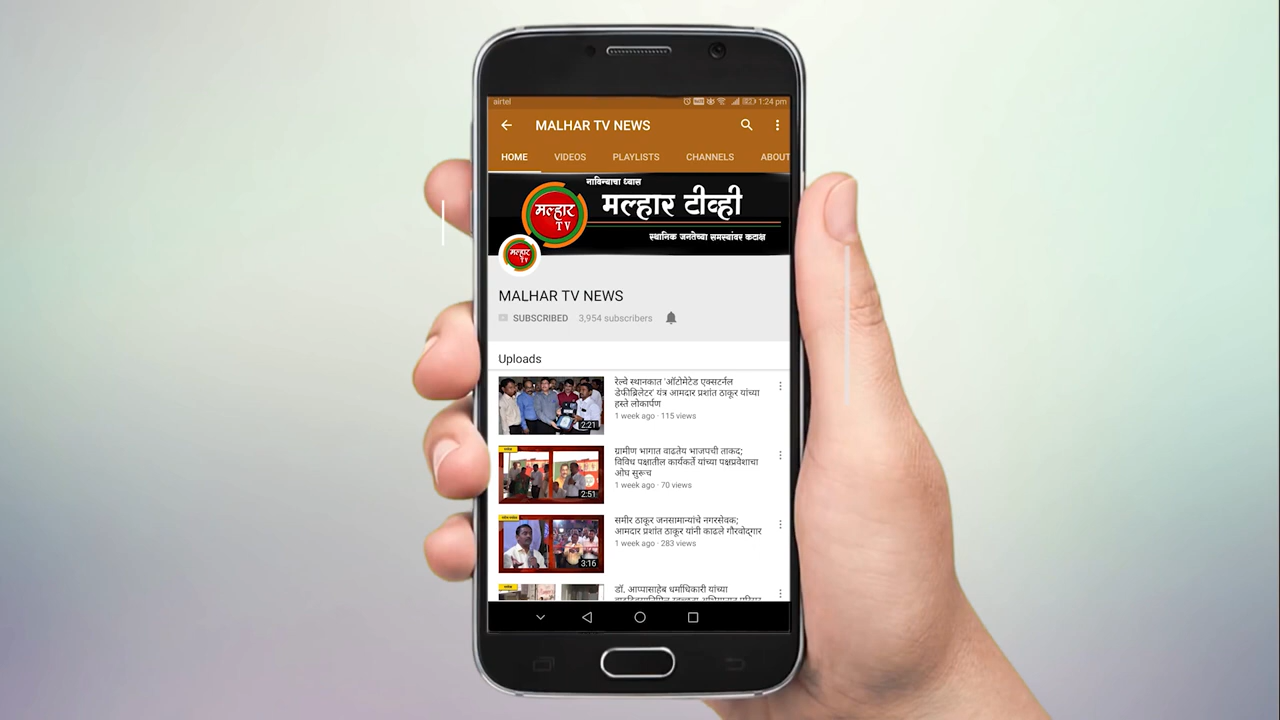 airtel 1:24 pm
MALHAR TV NEWS
HOME VIDEOS PLAYLISTS CHANNELS ABOUT
नाविन्याचा ध्यास
मल्हार टीव्ही
मल्हार
TV
स्थानिक जनतेच्या समस्यांवर कटाक्ष
मल्हार
TV
MALHAR TV NEWS
SUBSCRIBED 3,954 subscribers
Uploads
रेल्वे स्थानकात 'ऑटोमेटेड एक्सटर्नल
डेफीब्रिलेटर' यंत्र आमदार प्रशांत ठाकूर यांच्या
हस्ते लोकार्पण
1 week ago · 115 views
2:21
ग्रामीण भागात वाढतेय भाजपची ताकद;
विविध पक्षातील कार्यकर्ते यांच्या पक्षप्रवेशाचा
ओघ सुरूच
1 week ago · 70 views
2:51
समीर ठाकूर जनसामान्यांचे नगरसेवक;
आमदार प्रशांत ठाकूर यांनी काढले गौरवोद्गार
1 week ago · 283 views
3:16
डॉ. आप्पासाहेब धर्माधिकारी यांच्या